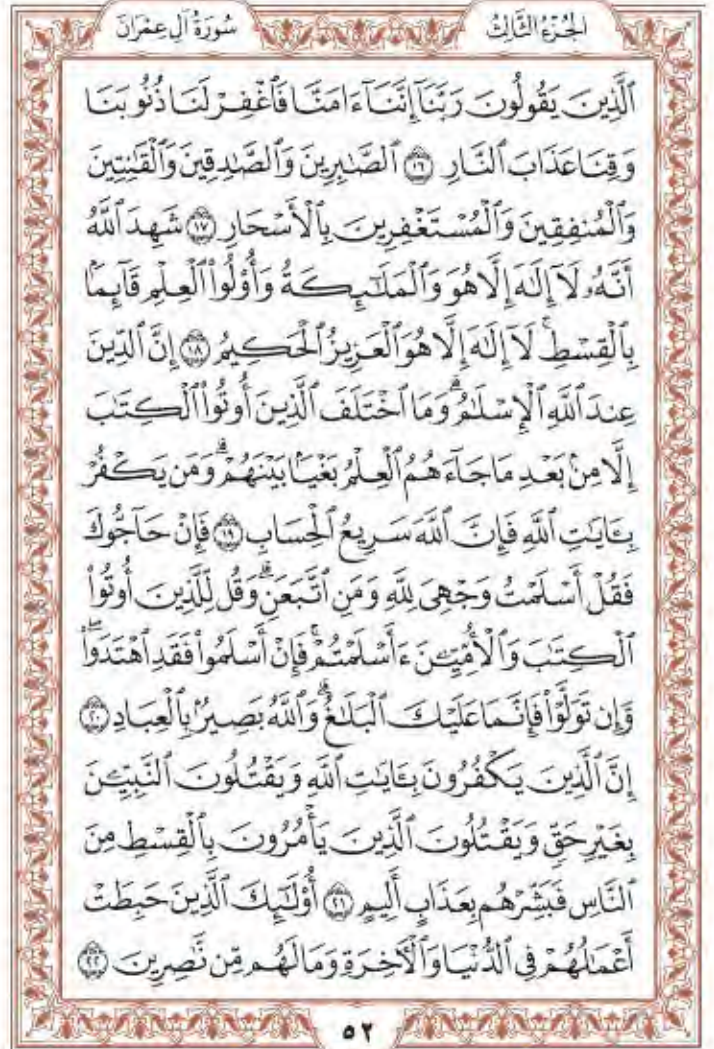 سُورَةُ آلِ عِمْرَانَ
الجُزْءُ الثَّالِثُ
ٱلَّذِينَ يَقُولُونَ رَبَّنَآ إِنَّنَآ ءَامَنَّا فَٱغْفِرْ لَنَا ذُنُوبَنَا
وَقِنَا عَذَابَ ٱلنَّارِ ١٦ ٱلصَّٰبِرِينَ وَٱلصَّٰدِقِينَ وَٱلْقَٰنِتِينَ
وَٱلْمُنفِقِينَ وَٱلْمُسْتَغْفِرِينَ بِٱلْأَسْحَارِ ١٧ شَهِدَ ٱللَّهُ
أَنَّهُۥ لَآ إِلَٰهَ إِلَّا هُوَ وَٱلْمَلَٰٓئِكَةُ وَأُو۟لُوا۟ ٱلْعِلْمِ قَآئِمًۢا
بِٱلْقِسْطِۚ لَآ إِلَٰهَ إِلَّا هُوَ ٱلْعَزِيزُ ٱلْحَكِيمُ ١٨ إِنَّ ٱلدِّينَ
عِندَ ٱللَّهِ ٱلْإِسْلَٰمُۗ وَمَا ٱخْتَلَفَ ٱلَّذِينَ أُوتُوا۟ ٱلْكِتَٰبَ
إِلَّا مِنۢ بَعْدِ مَا جَآءَهُمُ ٱلْعِلْمُ بَغْيًۢا بَيْنَهُمْۗ وَمَن يَكْفُرْ
بِـَٔايَٰتِ ٱللَّهِ فَإِنَّ ٱللَّهَ سَرِيعُ ٱلْحِسَابِ ١٩ فَإِنْ حَآجُّوكَ
فَقُلْ أَسْلَمْتُ وَجْهِىَ لِلَّهِ وَمَنِ ٱتَّبَعَنِۗ وَقُل لِّلَّذِينَ أُوتُوا۟
ٱلْكِتَٰبَ وَٱلْأُمِّيِّـۧنَ ءَأَسْلَمْتُمْۚ فَإِنْ أَسْلَمُوا۟ فَقَدِ ٱهْتَدَوا۟ۖ
وَّإِن تَوَلَّوْا۟ فَإِنَّمَا عَلَيْكَ ٱلْبَلَٰغُۗ وَٱللَّهُ بَصِيرٌۢ بِٱلْعِبَادِ ٢٠
إِنَّ ٱلَّذِينَ يَكْفُرُونَ بِـَٔايَٰتِ ٱللَّهِ وَيَقْتُلُونَ ٱلنَّبِيِّـۧنَ
بِغَيْرِ حَقٍّ وَيَقْتُلُونَ ٱلَّذِينَ يَأْمُرُونَ بِٱلْقِسْطِ مِنَ
ٱلنَّاسِ فَبَشِّرْهُم بِعَذَابٍ أَلِيمٍ ٢١ أُو۟لَٰٓئِكَ ٱلَّذِينَ حَبِطَتْ
أَعْمَٰلُهُمْ فِى ٱلدُّنْيَا وَٱلْءَاخِرَةِ وَمَا لَهُم مِّن نَّٰصِرِينَ ٢٢
٥٢